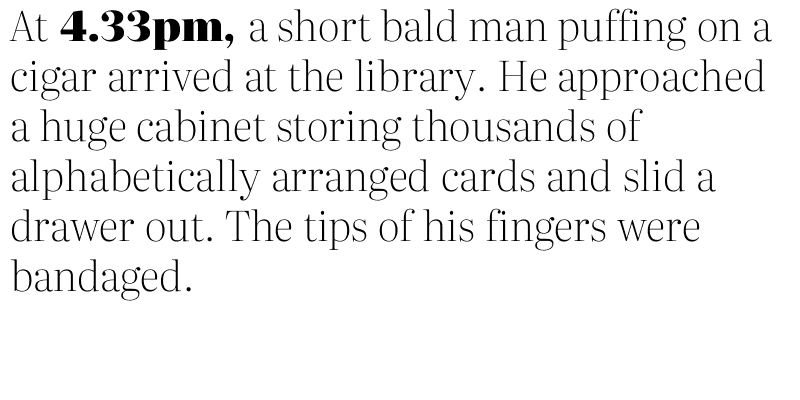 At 4.33pm, a short bald man puffing on a
cigar arrived at the library. He approached
a huge cabinet storing thousands of
alphabetically arranged cards and slid a
drawer out. The tips of his fingers were
bandaged.